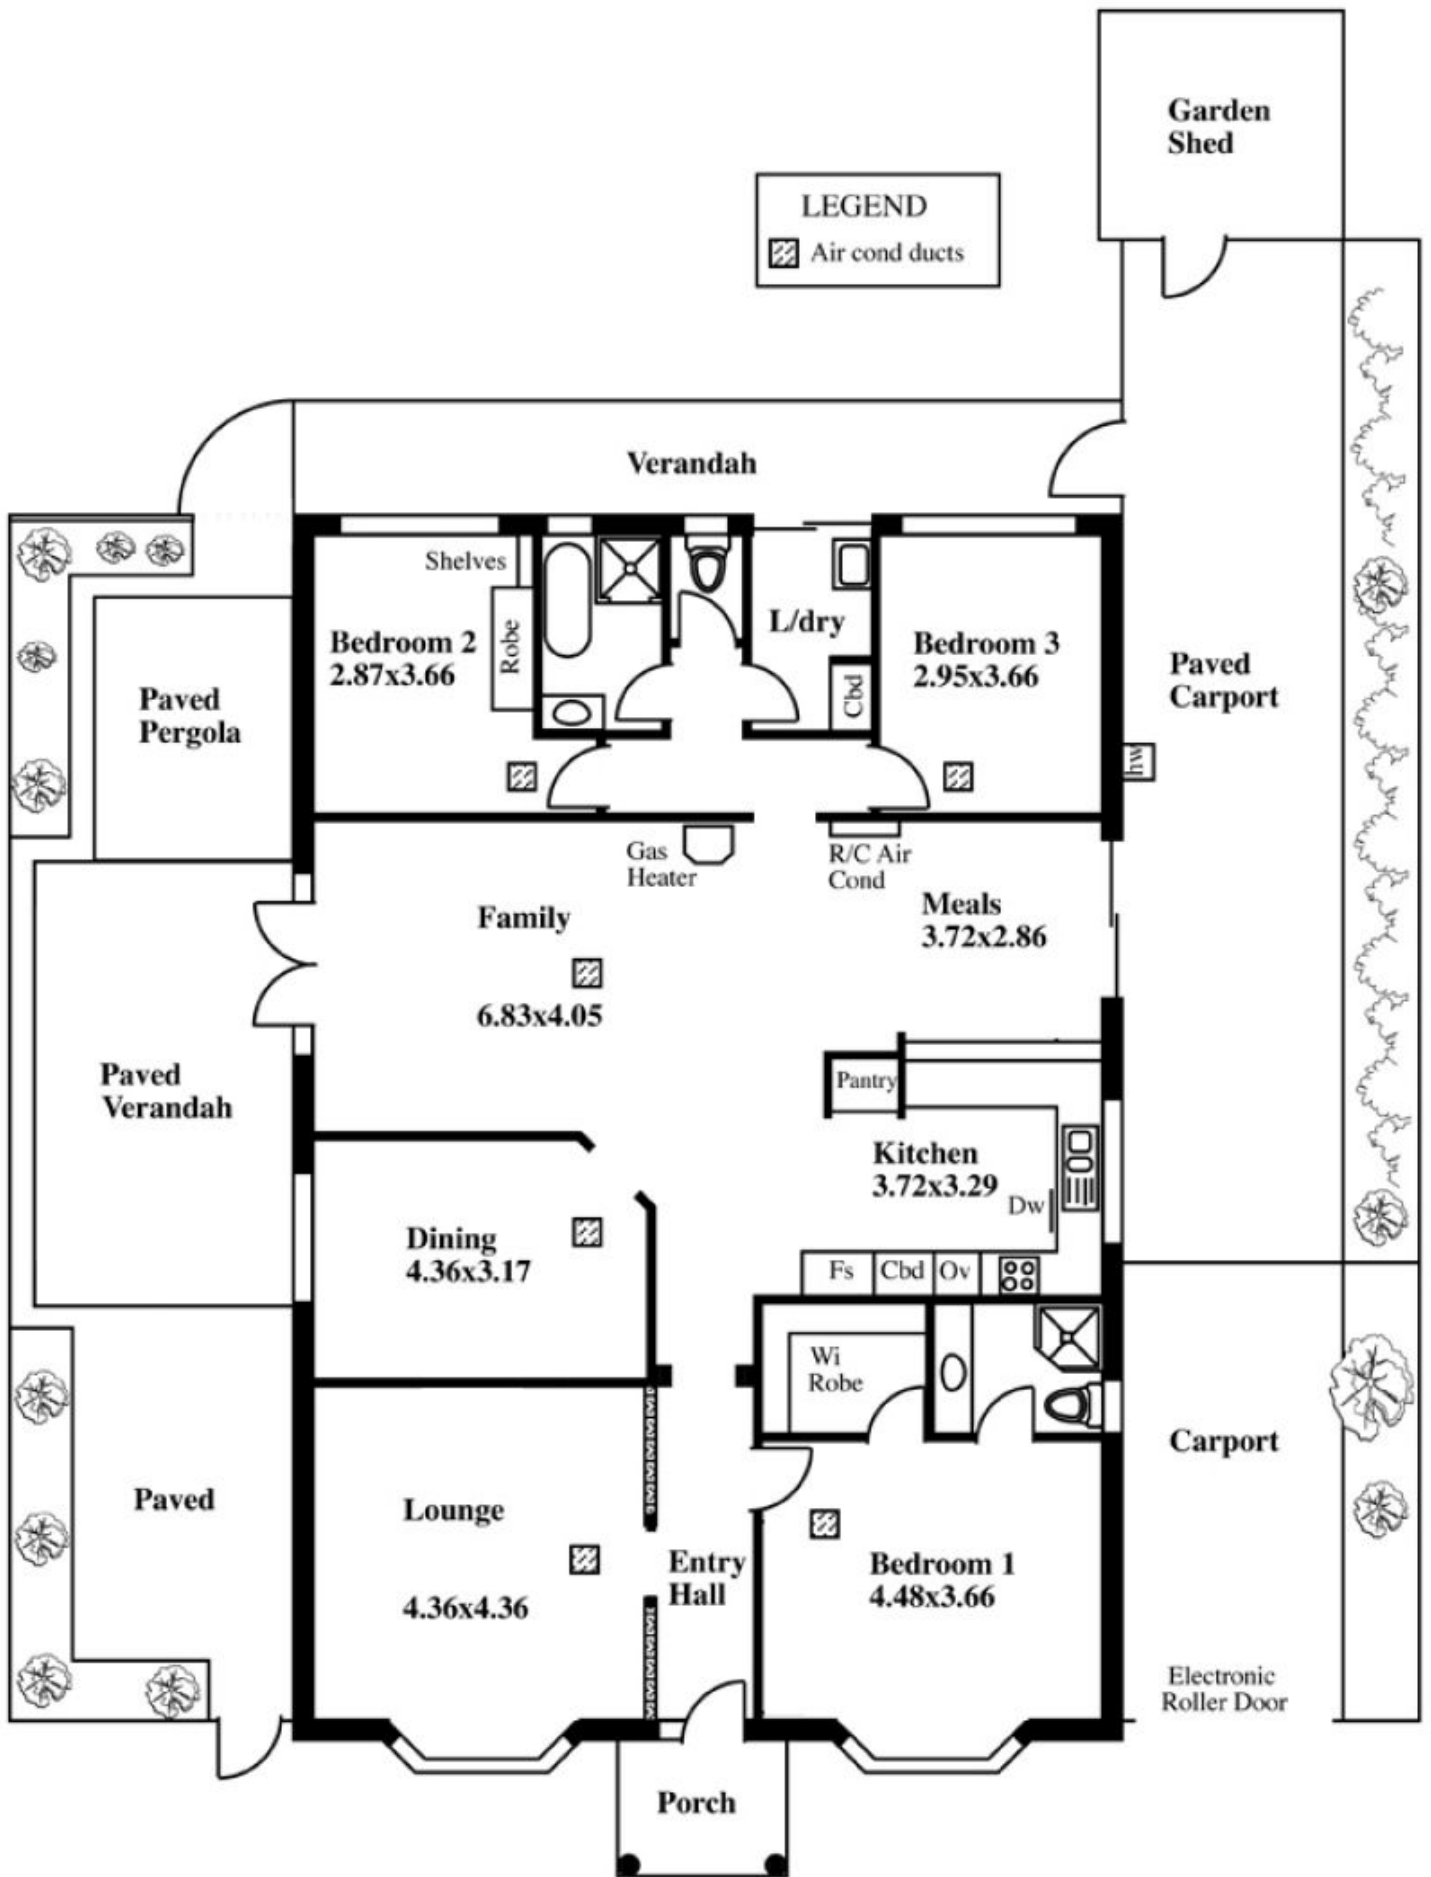 Garden
Shed
LEGEND
Air cond ducts
Verandah
Shelves
Bedroom 2
2.87x3.66
Robe
L/dry
Cbd
Bedroom 3
2.95x3.66
Paved
Carport
Paved
Pergola
hw
Gas
Heater
R/C Air
Cond
Family
6.83x4.05
Meals
3.72x2.86
Paved
Verandah
Pantry
Kitchen
3.72x3.29
Dw
Dining
4.36x3.17
Fs
Cbd
Ov
Wi
Robe
Carport
Paved
Lounge
4.36x4.36
Entry
Hall
Bedroom 1
4.48x3.66
Electronic
Roller Door
Porch